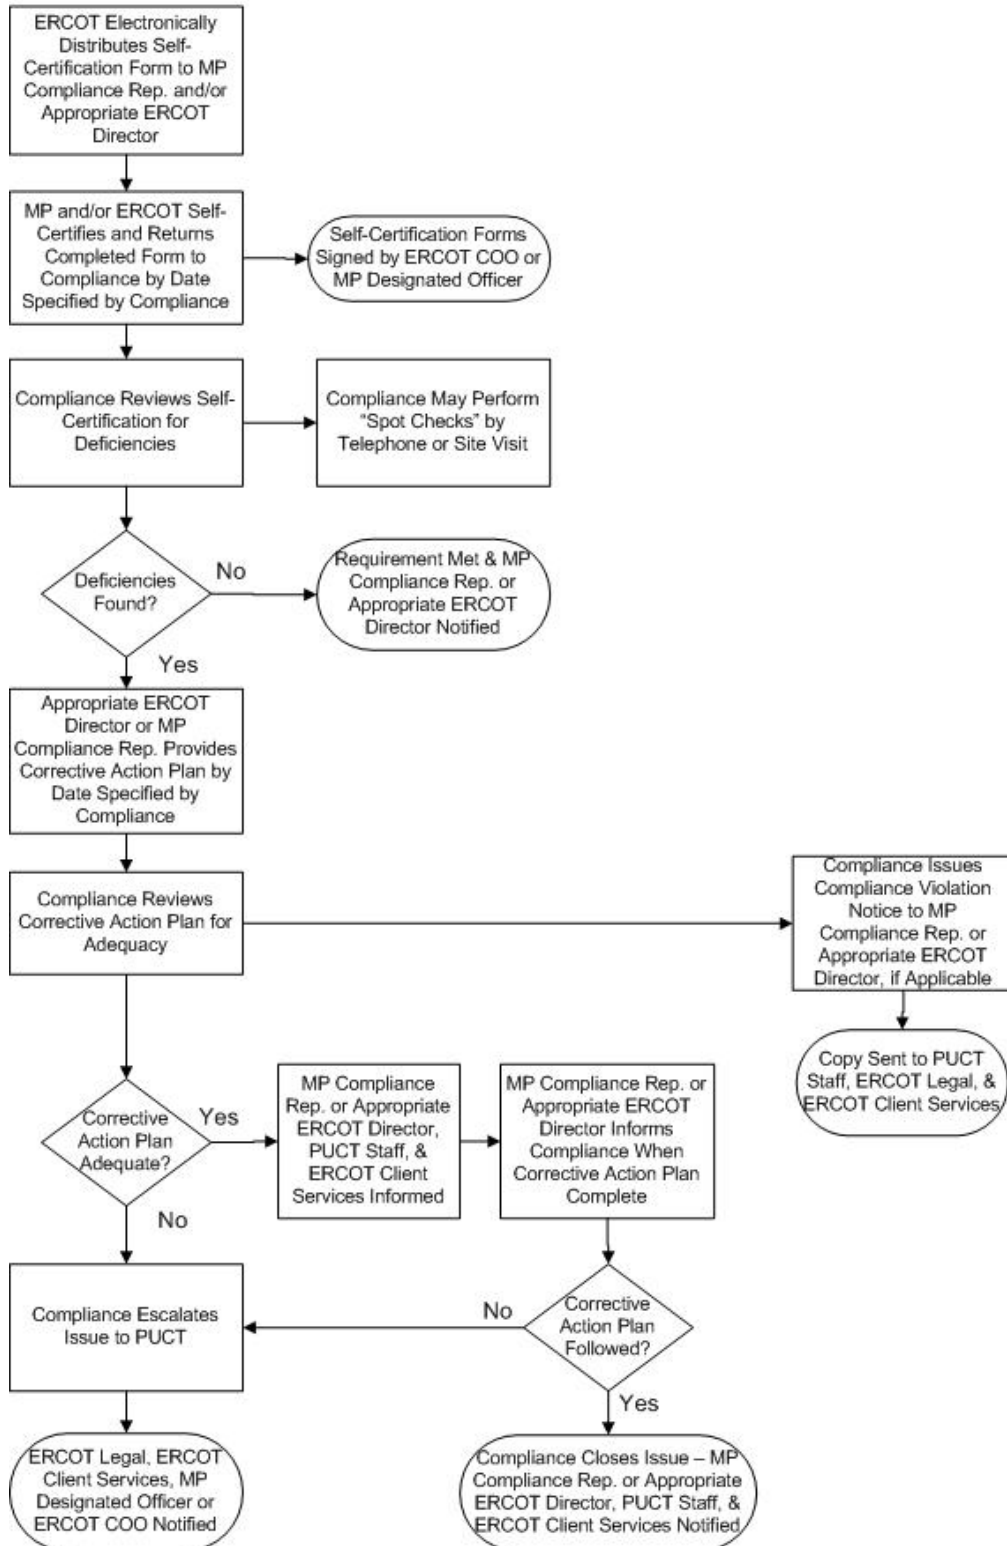 ERCOT Electronically
Distributes Self-
Certification Form to MP
Compliance Rep. and/or
Appropriate ERCOT
Director
MP and/or ERCOT Self-
Certifies and Returns
Completed Form to
Compliance by Date
Specified by Compliance
Self-Certification Forms
Signed by ERCOT COO or
MP Designated Officer
Compliance Reviews Self-
Certification for
Deficiencies
Compliance May Perform
“Spot Checks” by
Telephone or Site Visit
Deficiencies
Found?
No
Requirement Met & MP
Compliance Rep. or
Appropriate ERCOT
Director Notified
Yes
Appropriate ERCOT
Director or MP
Compliance Rep. Provides
Corrective Action Plan by
Date Specified by
Compliance
Compliance Reviews
Corrective Action Plan for
Adequacy
Compliance Issues
Compliance Violation
Notice to MP
Compliance Rep. or
Appropriate ERCOT
Director, if Applicable
Copy Sent to PUCT
Staff, ERCOT Legal, &
ERCOT Client Services
Corrective
Action Plan
Adequate?
Yes
MP Compliance
Rep. or Appropriate
ERCOT Director,
PUCT Staff, &
ERCOT Client
Services Informed
MP Compliance Rep. or
Appropriate ERCOT
Director Informs
Compliance When
Corrective Action Plan
Complete
No
Compliance Escalates
Issue to PUCT
No
Corrective
Action Plan
Followed?
Yes
ERCOT Legal, ERCOT
Client Services, MP
Designated Officer or
ERCOT COO Notified
Compliance Closes Issue – MP
Compliance Rep. or Appropriate
ERCOT Director, PUCT Staff, &
ERCOT Client Services Notified